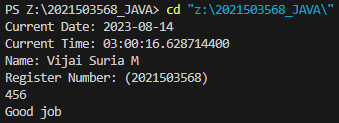 PS Z:\2021503568_JAVA> cd "z:\2021503568_JAVA\"
Current Date: 2023-08-14
Current Time: 03:00:16.628714400
Name: Vijai Suria M
Register Number: (2021503568)
456
Good job